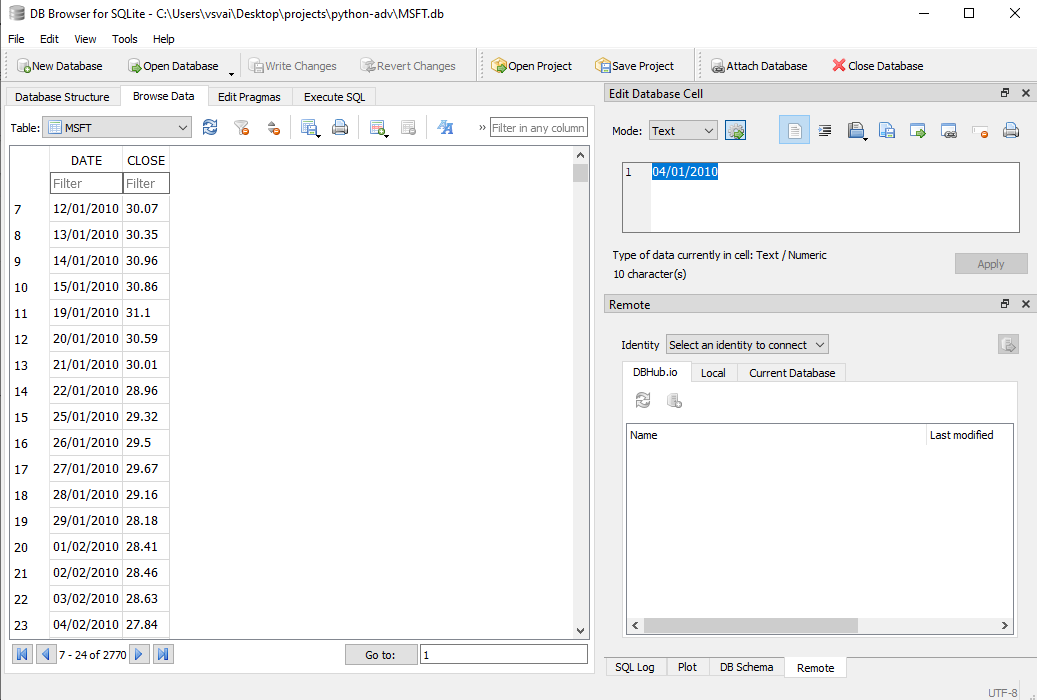 DB Browser for SQLite - C:\Users\vsvai\Desktop\projects\python-adv\MSFT.db
File Edit View Tools Help
New Database Open Database Write Changes Revert Changes Open Project Save Project Attach Database Close Database
Database Structure Browse Data Edit Pragmas Execute SQL
Table: MSFT » Filter in any column
DATE CLOSE
Filter Filter
7 12/01/2010 30.07
8 13/01/2010 30.35
9 14/01/2010 30.96
10 15/01/2010 30.86
11 19/01/2010 31.1
12 20/01/2010 30.59
13 21/01/2010 30.01
14 22/01/2010 28.96
15 25/01/2010 29.32
16 26/01/2010 29.5
17 27/01/2010 29.67
18 28/01/2010 29.16
19 29/01/2010 28.18
20 01/02/2010 28.41
21 02/02/2010 28.46
22 03/02/2010 28.63
23 04/02/2010 27.84
7 - 24 of 2770 Go to: 1
Edit Database Cell
Mode: Text
1 04/01/2010
Type of data currently in cell: Text / Numeric
10 character(s)
Apply
Remote
Identity Select an identity to connect
DBHub.io Local Current Database
Name Last modified
SQL Log Plot DB Schema Remote
UTF-8